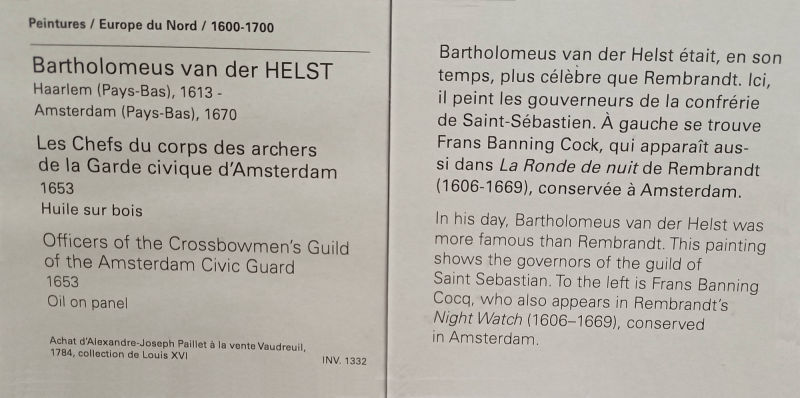 Peintures / Europe du Nord / 1600-1700
Bartholomeus van der HELST
Haarlem (Pays-Bas), 1613 -
Amsterdam (Pays-Bas), 1670
Les Chefs du corps des archers
de la Garde civique d'Amsterdam
1653
Huile sur bois
Officers of the Crossbowmen's Guild
of the Amsterdam Civic Guard
1653
Oil on panel
Achat d'Alexandre-Joseph Paillet à la vente Vaudreuil,
1784, collection de Louis XVI
INV. 1332
Bartholomeus van der Helst était, en son
temps, plus célèbre que Rembrandt. Ici,
il peint les gouverneurs de la confrérie
de Saint-Sébastien. À gauche se trouve
Frans Banning Cock, qui apparaît aus-
si dans La Ronde de nuit de Rembrandt
(1606-1669), conservée à Amsterdam.
In his day, Bartholomeus van der Helst was
more famous than Rembrandt. This painting
shows the governors of the guild of
Saint Sebastian. To the left is Frans Banning
Cocq, who also appears in Rembrandt's
Night Watch (1606–1669), conserved
in Amsterdam.